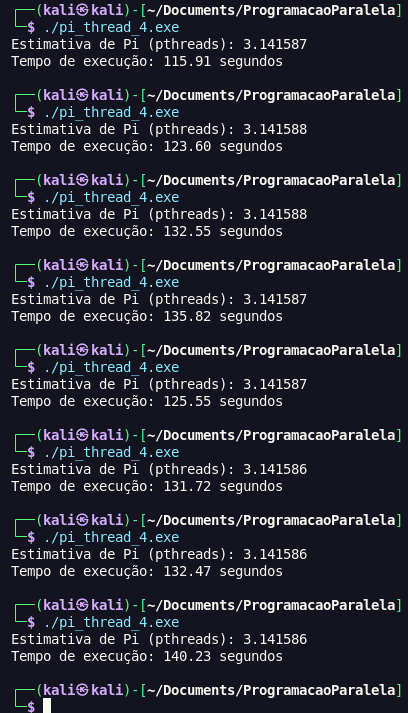 ┌──(kali㉿kali)-[~/Documents/ProgramacaoParalela]
└─$ ./pi_thread_4.exe
Estimativa de Pi (pthreads): 3.141587
Tempo de execução: 115.91 segundos
┌──(kali㉿kali)-[~/Documents/ProgramacaoParalela]
└─$ ./pi_thread_4.exe
Estimativa de Pi (pthreads): 3.141588
Tempo de execução: 123.60 segundos
┌──(kali㉿kali)-[~/Documents/ProgramacaoParalela]
└─$ ./pi_thread_4.exe
Estimativa de Pi (pthreads): 3.141588
Tempo de execução: 132.55 segundos
┌──(kali㉿kali)-[~/Documents/ProgramacaoParalela]
└─$ ./pi_thread_4.exe
Estimativa de Pi (pthreads): 3.141587
Tempo de execução: 135.82 segundos
┌──(kali㉿kali)-[~/Documents/ProgramacaoParalela]
└─$ ./pi_thread_4.exe
Estimativa de Pi (pthreads): 3.141587
Tempo de execução: 125.55 segundos
┌──(kali㉿kali)-[~/Documents/ProgramacaoParalela]
└─$ ./pi_thread_4.exe
Estimativa de Pi (pthreads): 3.141586
Tempo de execução: 131.72 segundos
┌──(kali㉿kali)-[~/Documents/ProgramacaoParalela]
└─$ ./pi_thread_4.exe
Estimativa de Pi (pthreads): 3.141586
Tempo de execução: 132.47 segundos
┌──(kali㉿kali)-[~/Documents/ProgramacaoParalela]
└─$ ./pi_thread_4.exe
Estimativa de Pi (pthreads): 3.141586
Tempo de execução: 140.23 segundos
┌──(kali㉿kali)-[~/Documents/ProgramacaoParalela]
└─$